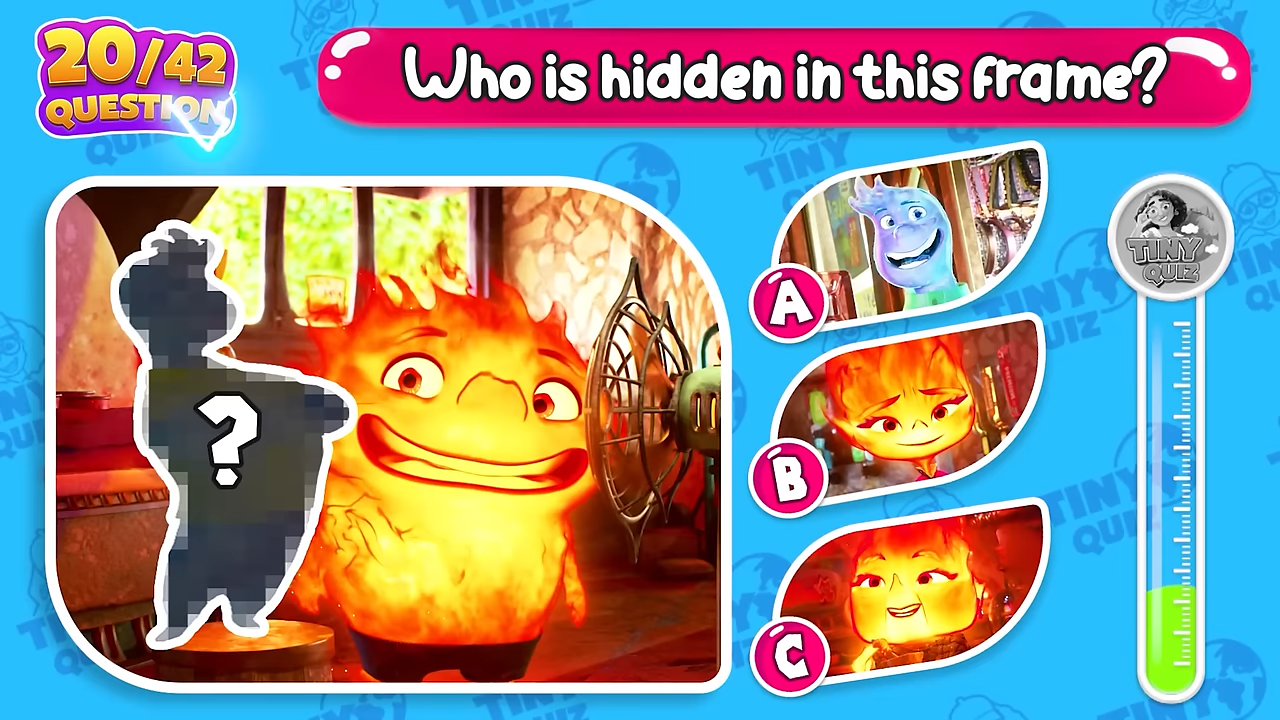 20/42
QUESTION
Who is hidden in this frame?
?
A
B
C
TINY
QUIZ